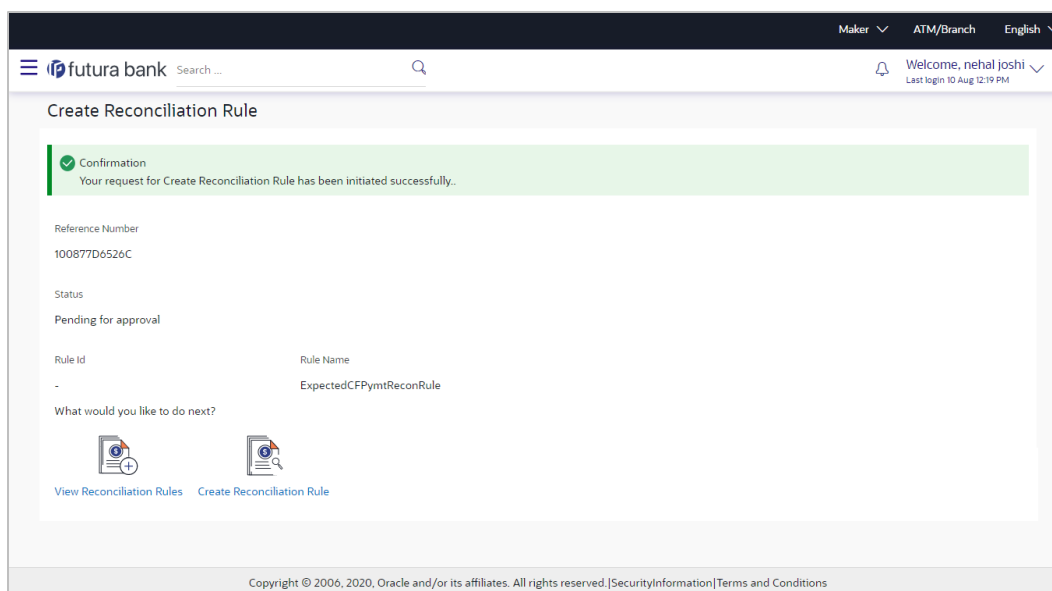 Maker ATM/Branch English
futura bank Search ... Welcome, nehal joshi
Last login 10 Aug 12:19 PM
Create Reconciliation Rule
Confirmation
Your request for Create Reconciliation Rule has been initiated successfully..
Reference Number
100877D6526C
Status
Pending for approval
Rule Id Rule Name
- ExpectedCFPymtReconRule
What would you like to do next?
View Reconciliation Rules Create Reconciliation Rule
Copyright © 2006, 2020, Oracle and/or its affiliates. All rights reserved.|SecurityInformation|Terms and Conditions